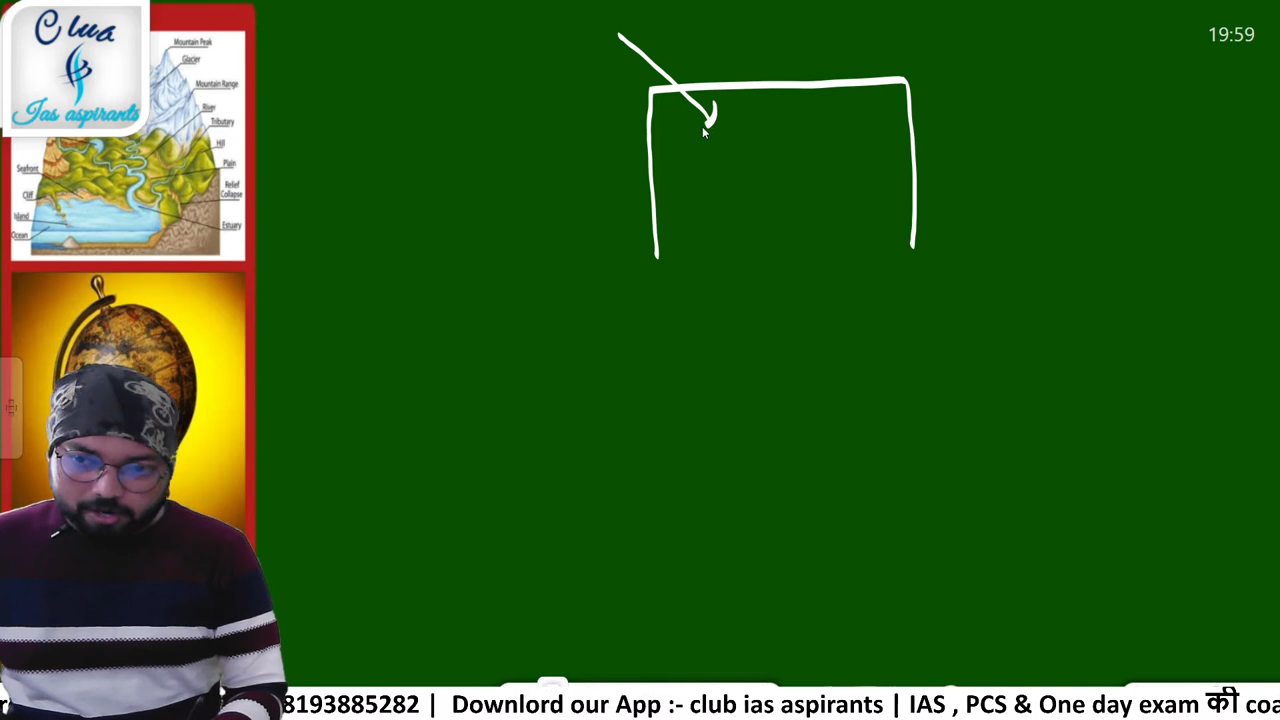 Clua
Ias aspirants
19:59
Mountain Peak
Glacier
Mountain Range
River
Tributary
Hill
Plain
Seafront
Relief
Collapse
Cliff
Island
Estuary
Ocean
8193885282 | Downlord our App :- club ias aspirants | IAS , PCS & One day exam की coa